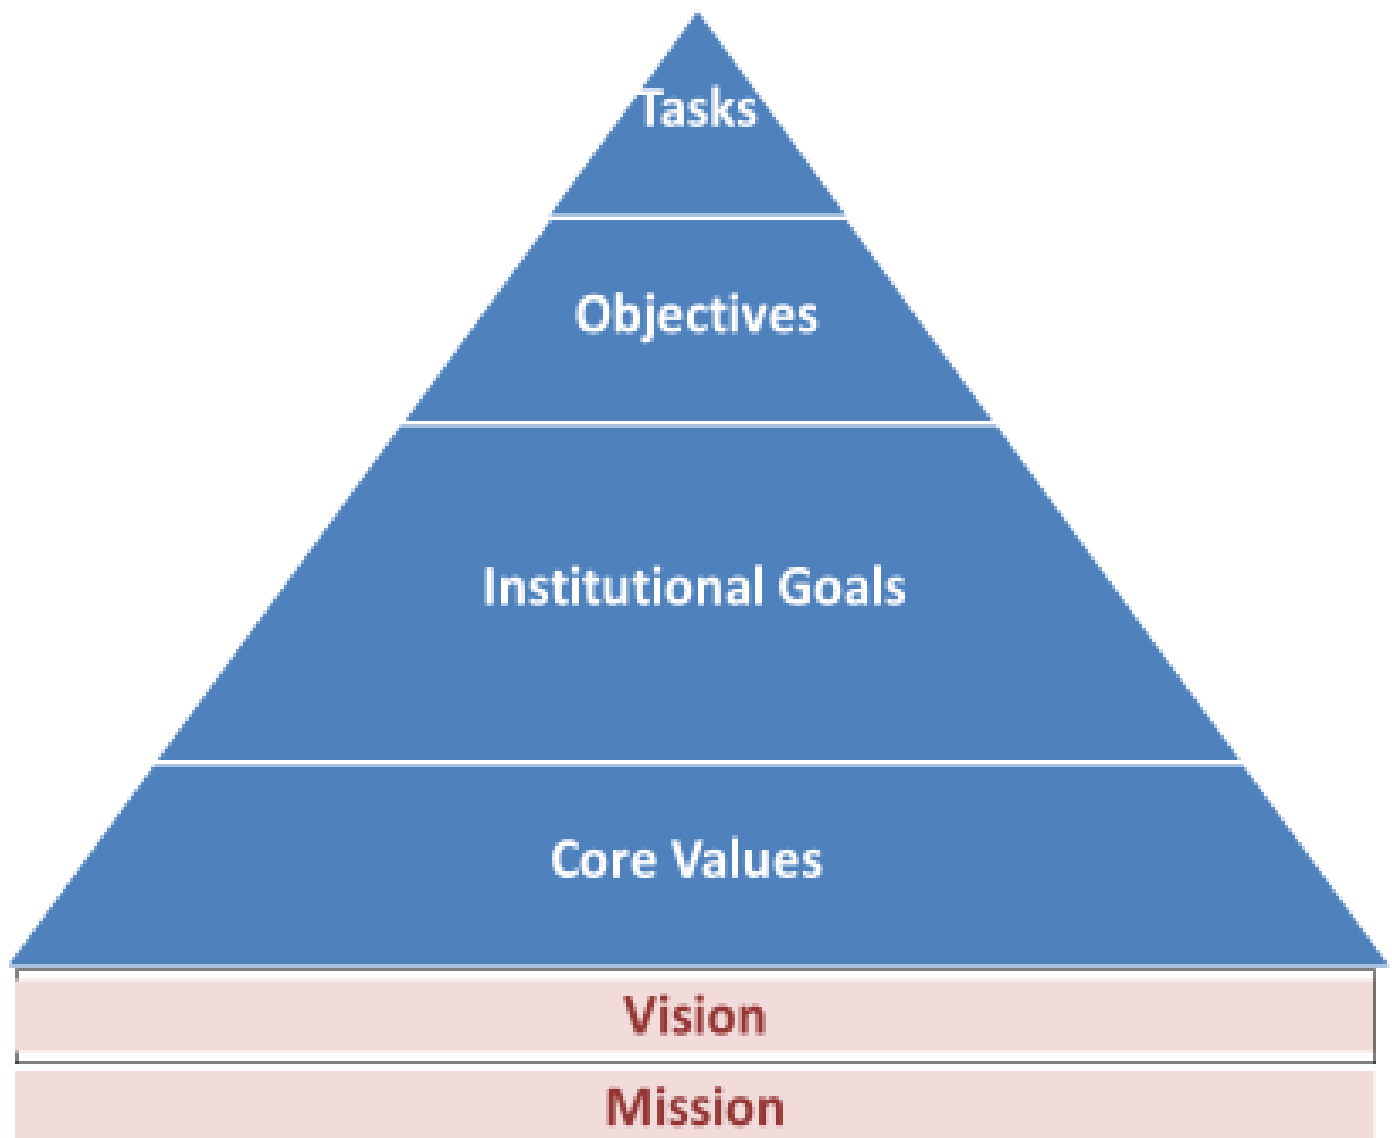 Tasks
Objectives
Institutional Goals
Core Values
Vision
Mission